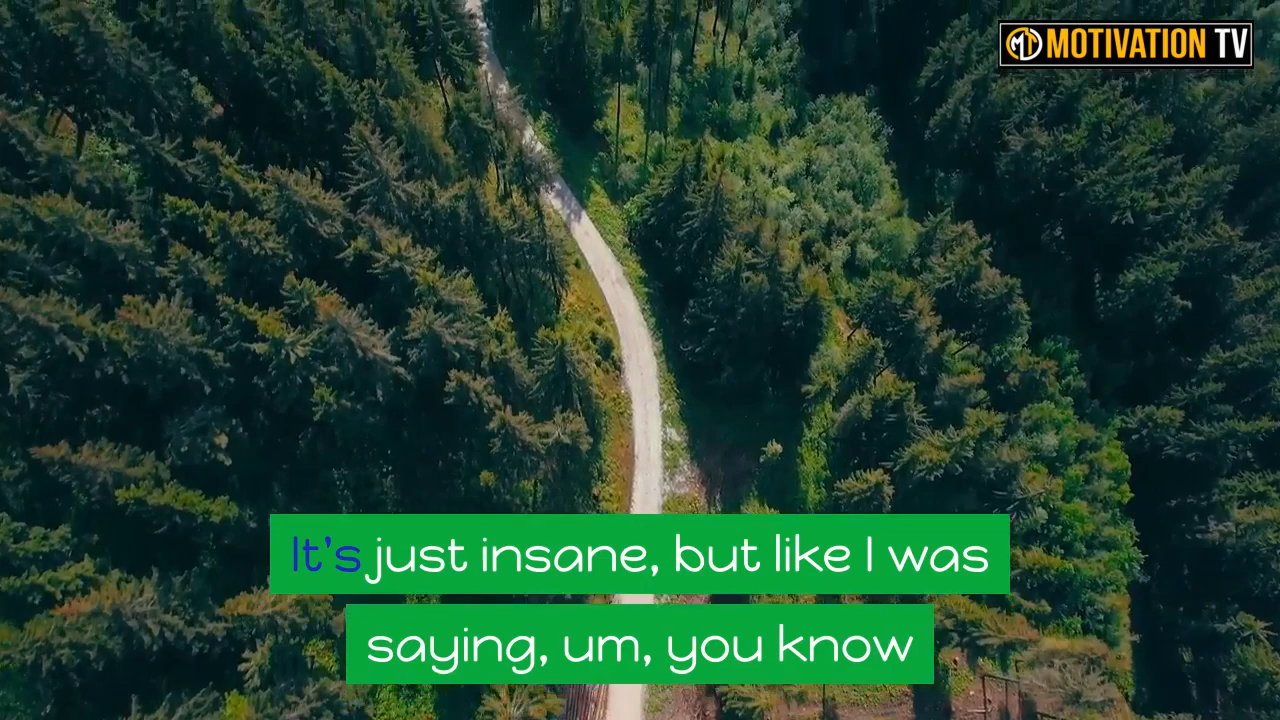 MOTIVATION TV
It's just insane, but like I was
saying, um, you know